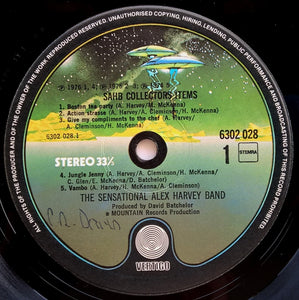 ALL RIGHTS OF THE PRODUCER AND OF THE OWNER OF THE WORK REPRODUCED RESERVED. UNAUTHORISED COPYING, HIRING, LENDING, PUBLIC PERFORMANCE AND BROADCASTING OF THIS RECORD PROHIBITED
SAHB COLLECTORS ITEMS
1. Boston tea party (A. Harvey/H. McKenna)
2. Action strasse (A. Harvey/H. McKenna)
3. Give my compliments to the chef (A. Harvey/
A. Cleminson/H. McKenna)
6302 028.1
6302 028
1
STEMRA
STEREO 33⅓
4. Jungle Jenny (A. Harvey/A. Cleminson/
C. Glen/E. McKenna/D. Batchelor)
5. Vambo (A. Harvey/H. McKenna/A. Cleminson)
THE SENSATIONAL ALEX HARVEY BAND
Produced by David Batchelor
a MOUNTAIN Records Production
VERTIGO